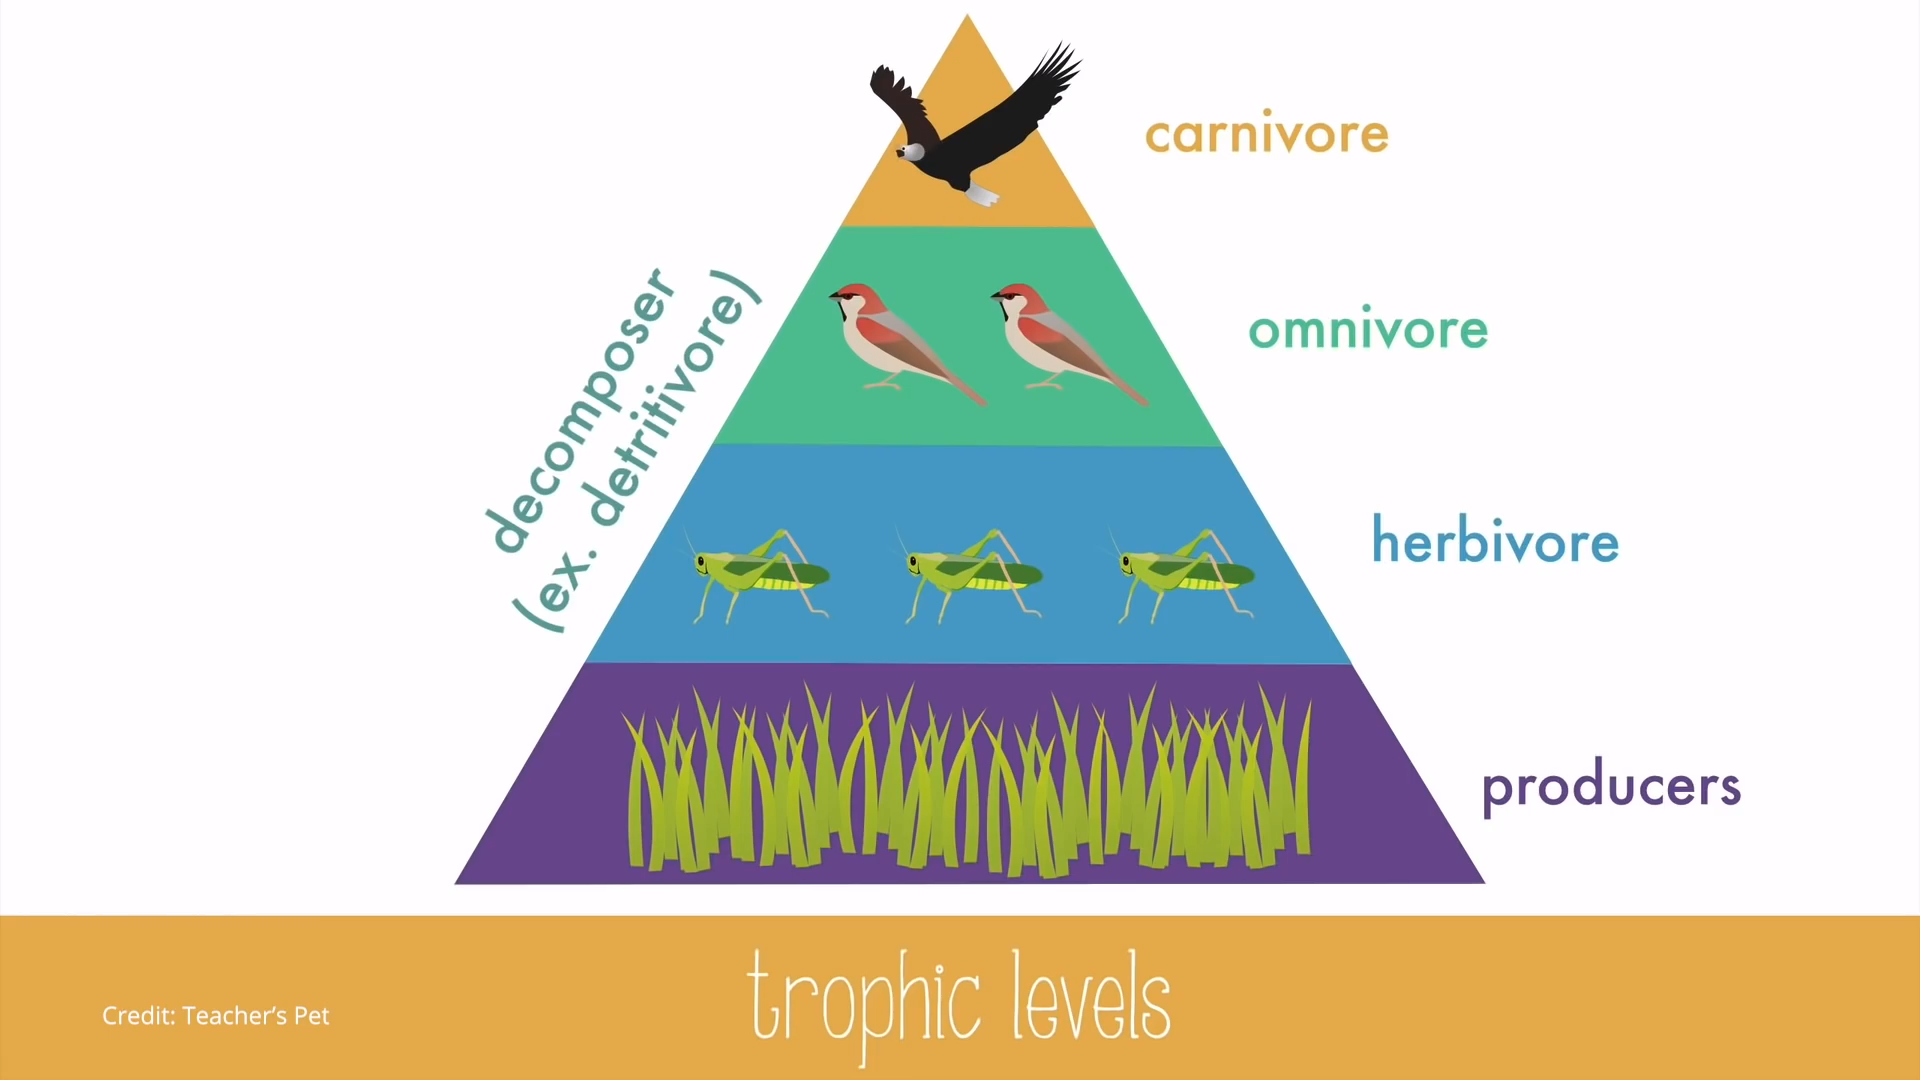 carnivore
decomposer
(ex. detritivore)
omnivore
herbivore
producers
trophic levels
Credit: Teacher's Pet